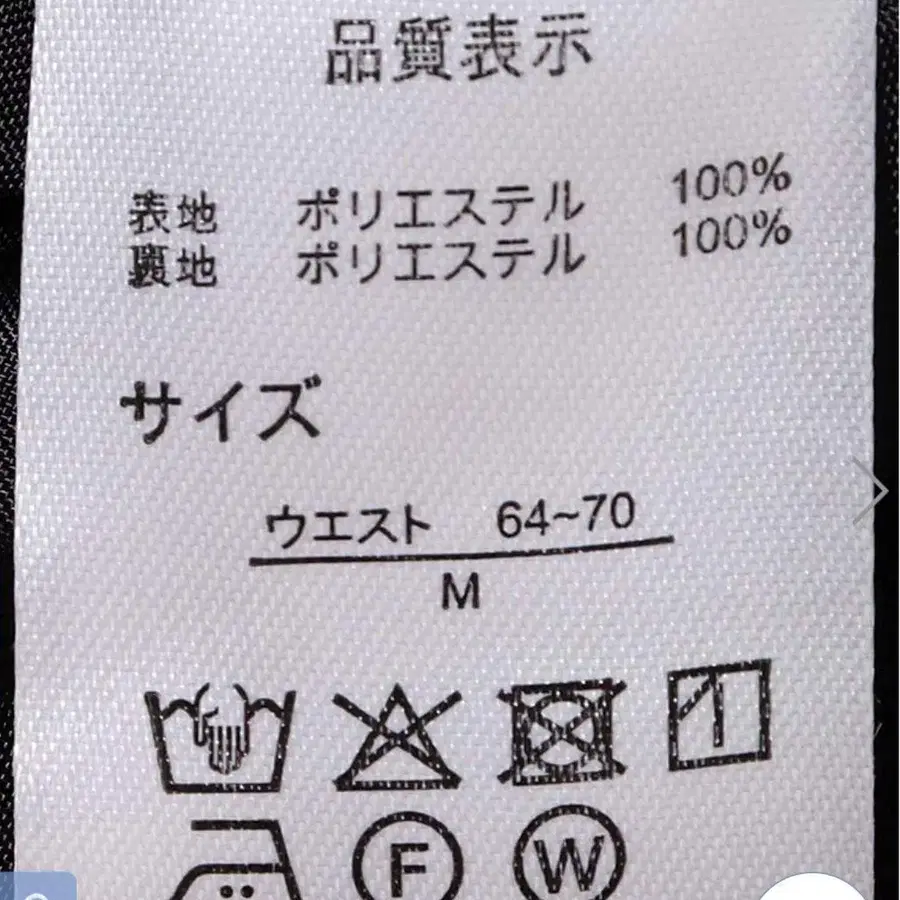 品質表示
表地 ポリエステル 100%
裏地 ポリエステル 100%
サイズ
ウエスト 64~70
M
F W